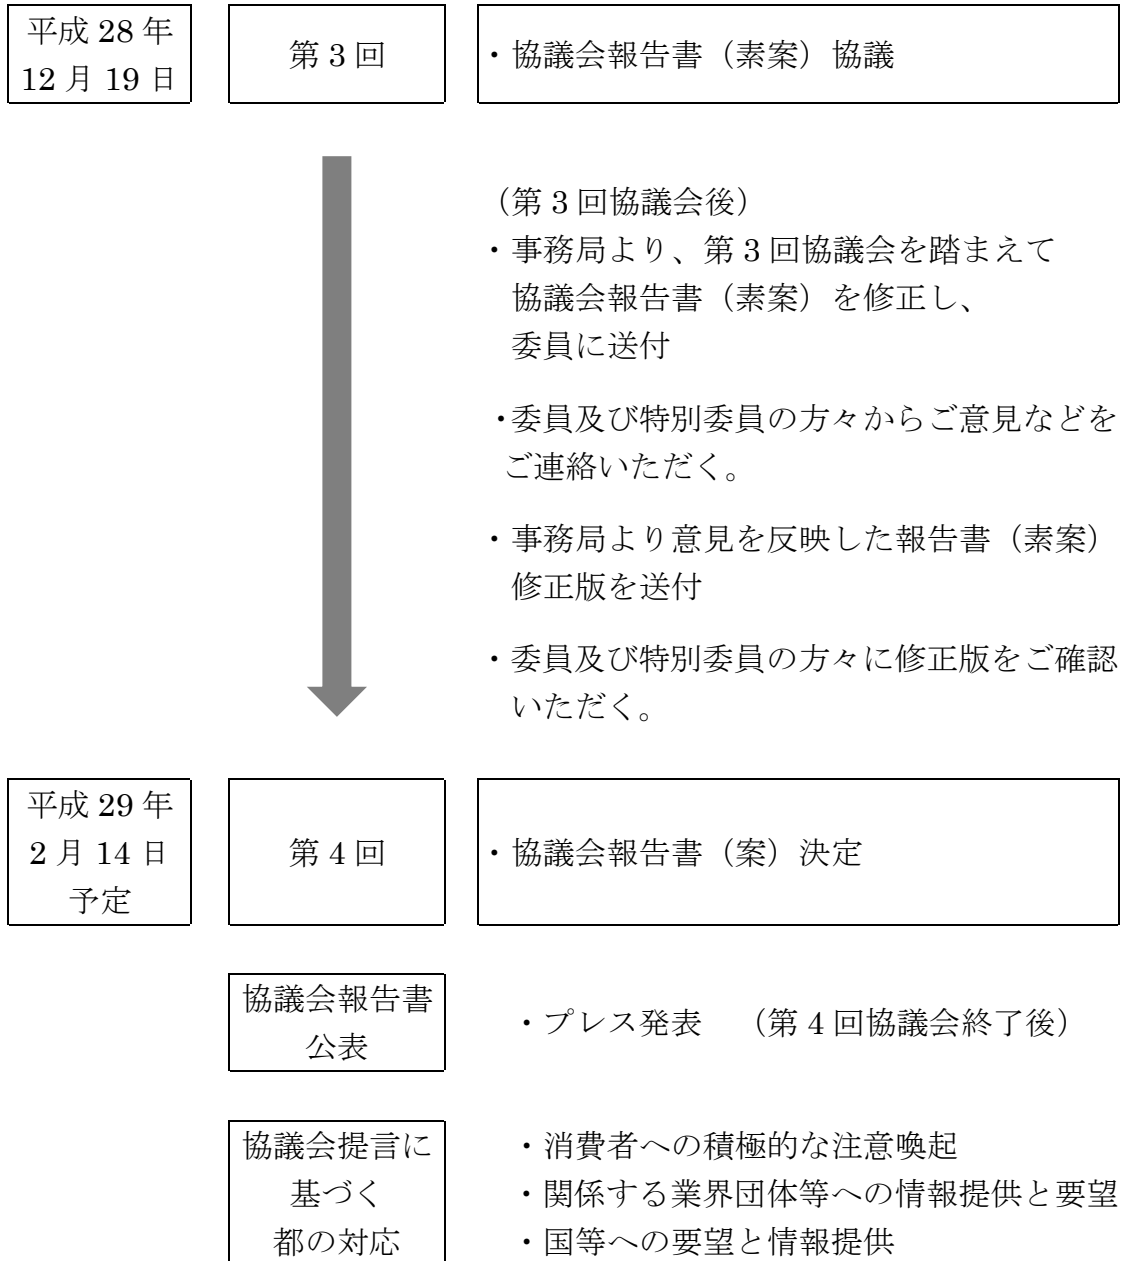 平成 28 年
12 月 19 日
第 3 回
・協議会報告書（素案）協議
（第 3 回協議会後）
・事務局より、第 3 回協議会を踏まえて
協議会報告書（素案）を修正し、
委員に送付
・委員及び特別委員の方々からご意見などを
ご連絡いただく。
・事務局より意見を反映した報告書（素案）
修正版を送付
・委員及び特別委員の方々に修正版をご確認
いただく。
平成 29 年
2 月 14 日
予定
第 4 回
・協議会報告書（案）決定
協議会報告書
公表
・プレス発表　（第 4 回協議会終了後）
協議会提言に
基づく
都の対応
・消費者への積極的な注意喚起
・関係する業界団体等への情報提供と要望
・国等への要望と情報提供